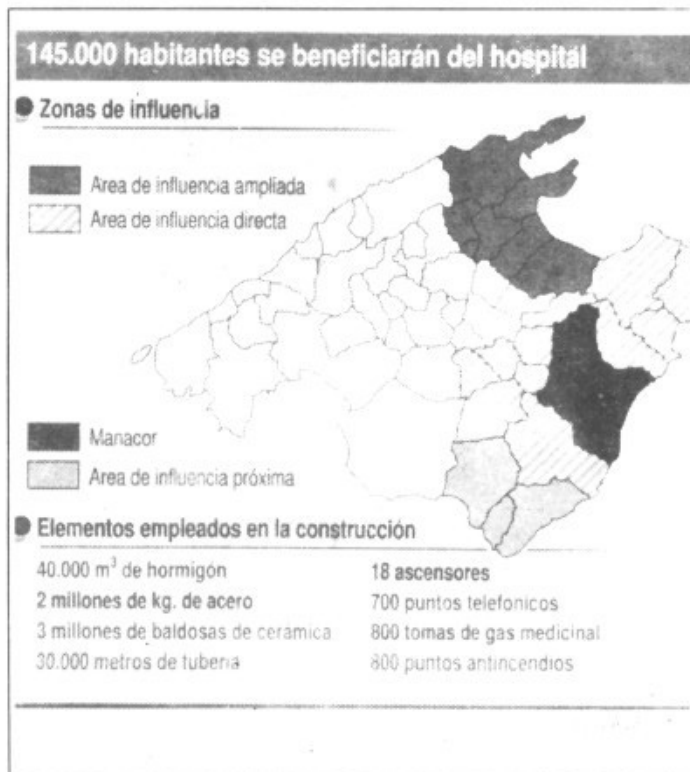 145.000 habitantes se beneficiarán del hospital
Zonas de influencia
Area de influencia ampliada
Area de influencia directa
Manacor
Area de influencia próxima
Elementos empleados en la construcción
40.000 m³ de hormigón
2 millones de kg. de acero
3 millones de baldosas de ceramica
30.000 metros de tuberia
18 ascensores
700 puntos telefonicos
800 tomas de gas medicinal
800 puntos antincendios